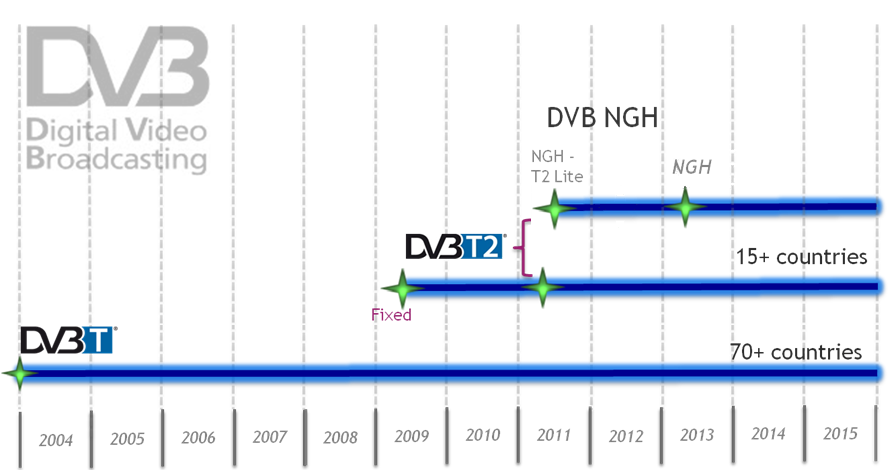 DVB
Digital Video
Broadcasting
DVB NGH
NGH -
T2 Lite
NGH
DVB T2®
15+ countries
Fixed
DVB T®
70+ countries
2004 2005 2006 2007 2008 2009 2010 2011 2012 2013 2014 2015